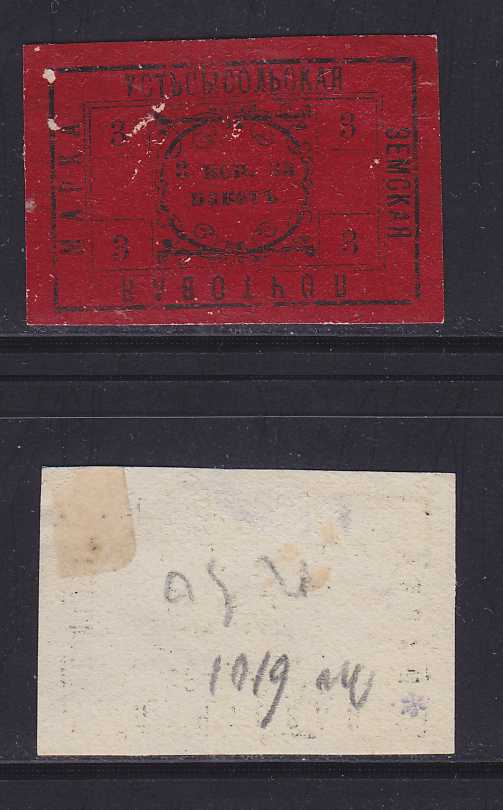 УСТЬСЫСОЛЬСКАЯ
МАРКА
ЗЕМСКАЯ
3 3
3 коп. за
пакетъ
3 3
ПОЧТОВАЯ
1019